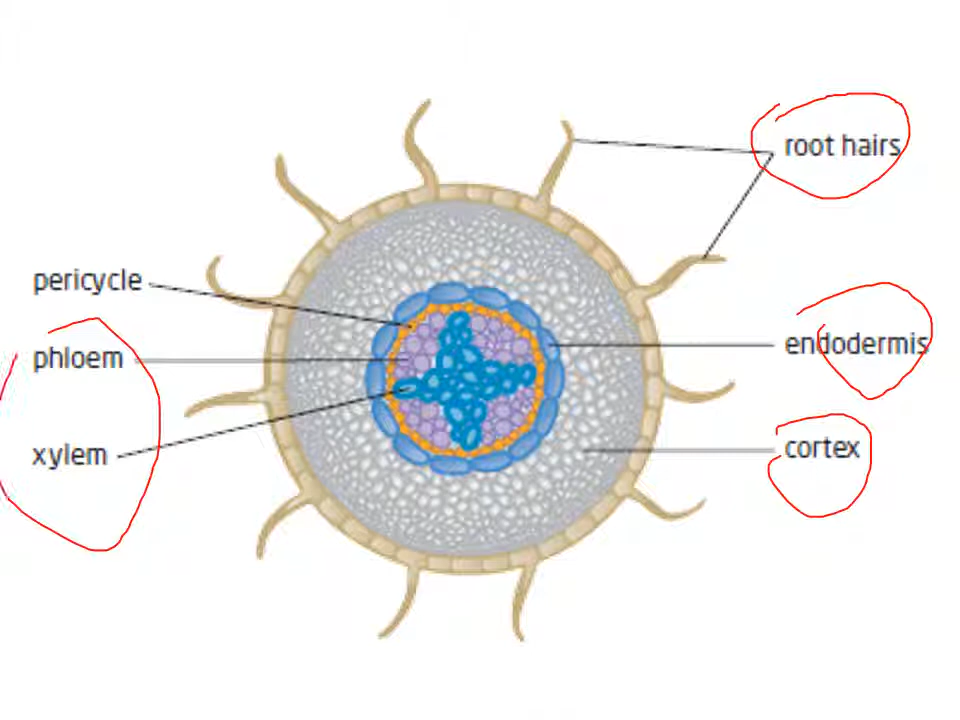 root hairs
pericycle
phloem
endodermis
xylem
cortex